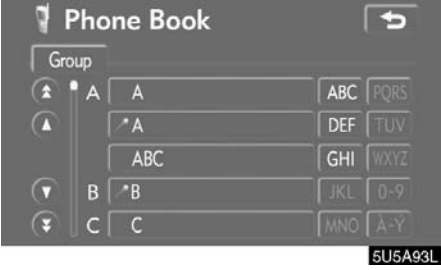 Phone Book
Group
A A ABC PQRS
A DEF TUV
ABC GHI WXYZ
B B JKL 0-9
C C MNO À-Ý
5U5A93L